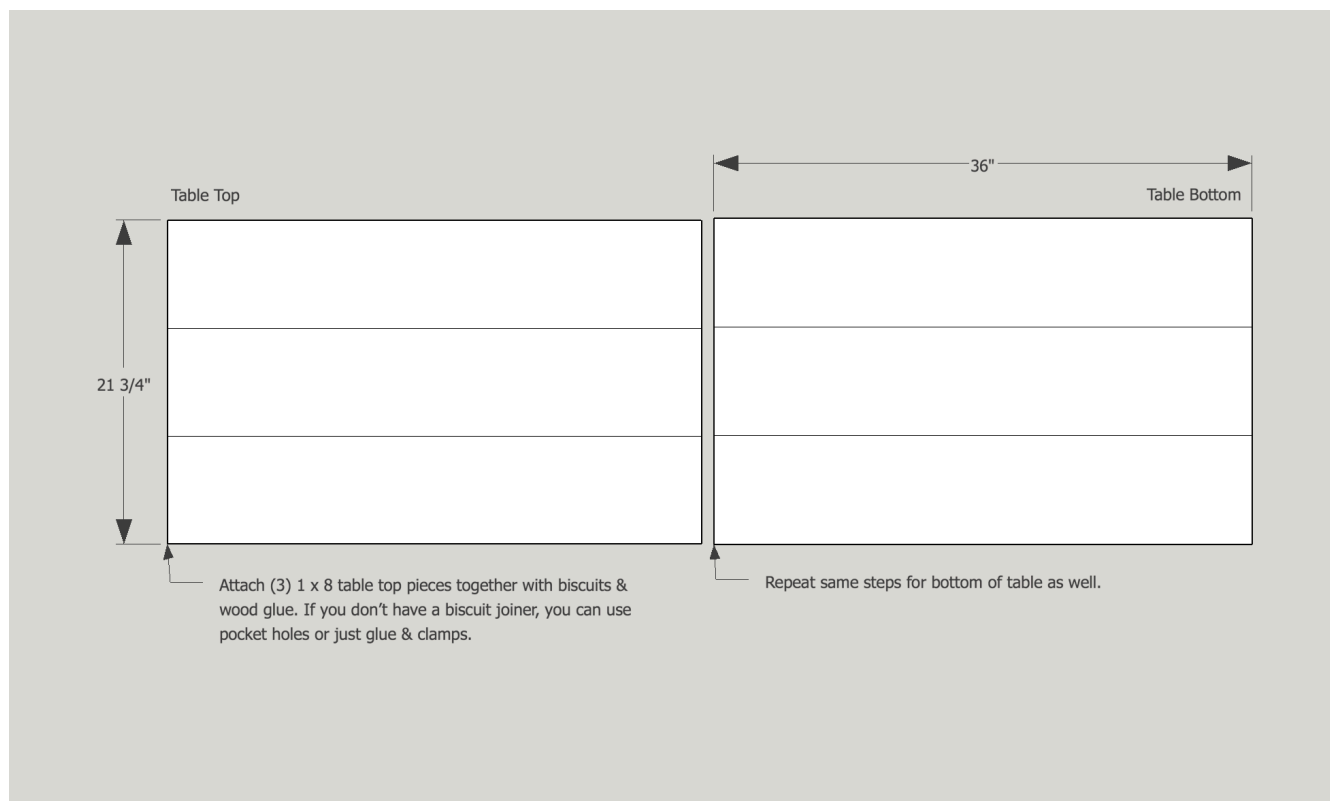 36"
Table Top
Table Bottom
21 3/4"
Attach (3) 1 x 8 table top pieces together with biscuits &
wood glue. If you don’t have a biscuit joiner, you can use
pocket holes or just glue & clamps.
Repeat same steps for bottom of table as well.